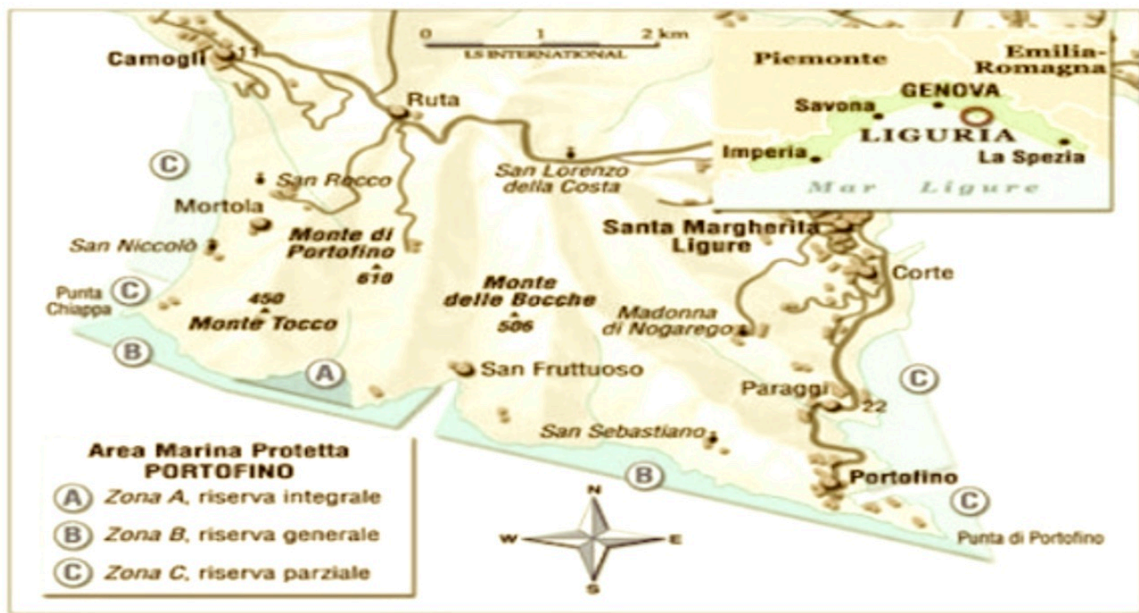 Camogli
11
0 1 2 km
LS INTERNATIONAL
Ruta
Piemonte
Emilia-
Romagna
Savona
GENOVA
LIGURIA
Imperia
La Spezia
Mar Ligure
C
San Rocco
San Lorenzo
della Costa
Mortola
San Niccolò
Monte di
Portofino
610
Santa Margherita
Ligure
Corte
Punta
Chiappa
C
450
Monte Tocco
Monte
delle Bocche
506
Madonna
di Nogarego
B
A
San Fruttuoso
Paraggi
22
C
San Sebastiano
B
Portofino
C
Punta di Portofino
Area Marina Protetta
PORTOFINO
A Zona A, riserva integrale
B Zona B, riserva generale
C Zona C, riserva parziale
N
W E
S